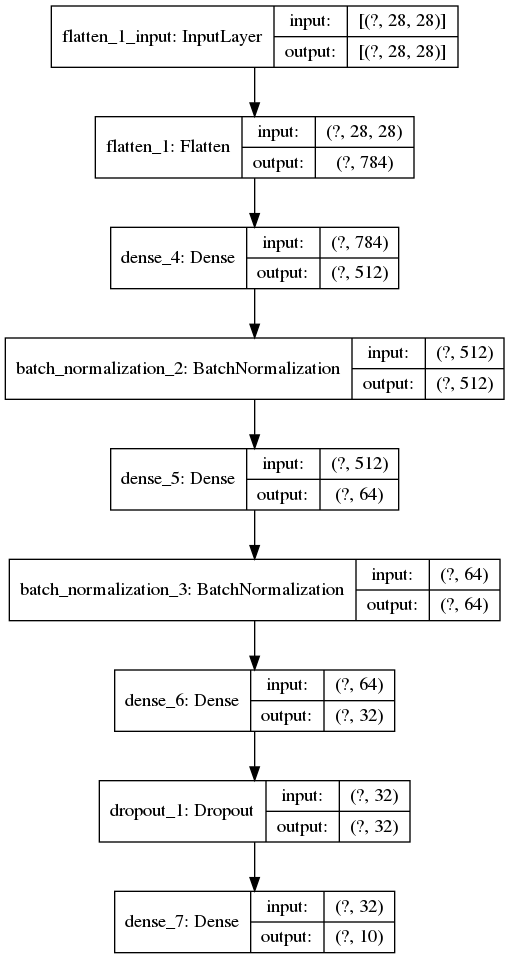 flatten_1_input: InputLayer
input: [(?, 28, 28)]
output: [(?, 28, 28)]
flatten_1: Flatten
input: (?, 28, 28)
output: (?, 784)
dense_4: Dense
input: (?, 784)
output: (?, 512)
batch_normalization_2: BatchNormalization
input: (?, 512)
output: (?, 512)
dense_5: Dense
input: (?, 512)
output: (?, 64)
batch_normalization_3: BatchNormalization
input: (?, 64)
output: (?, 64)
dense_6: Dense
input: (?, 64)
output: (?, 32)
dropout_1: Dropout
input: (?, 32)
output: (?, 32)
dense_7: Dense
input: (?, 32)
output: (?, 10)